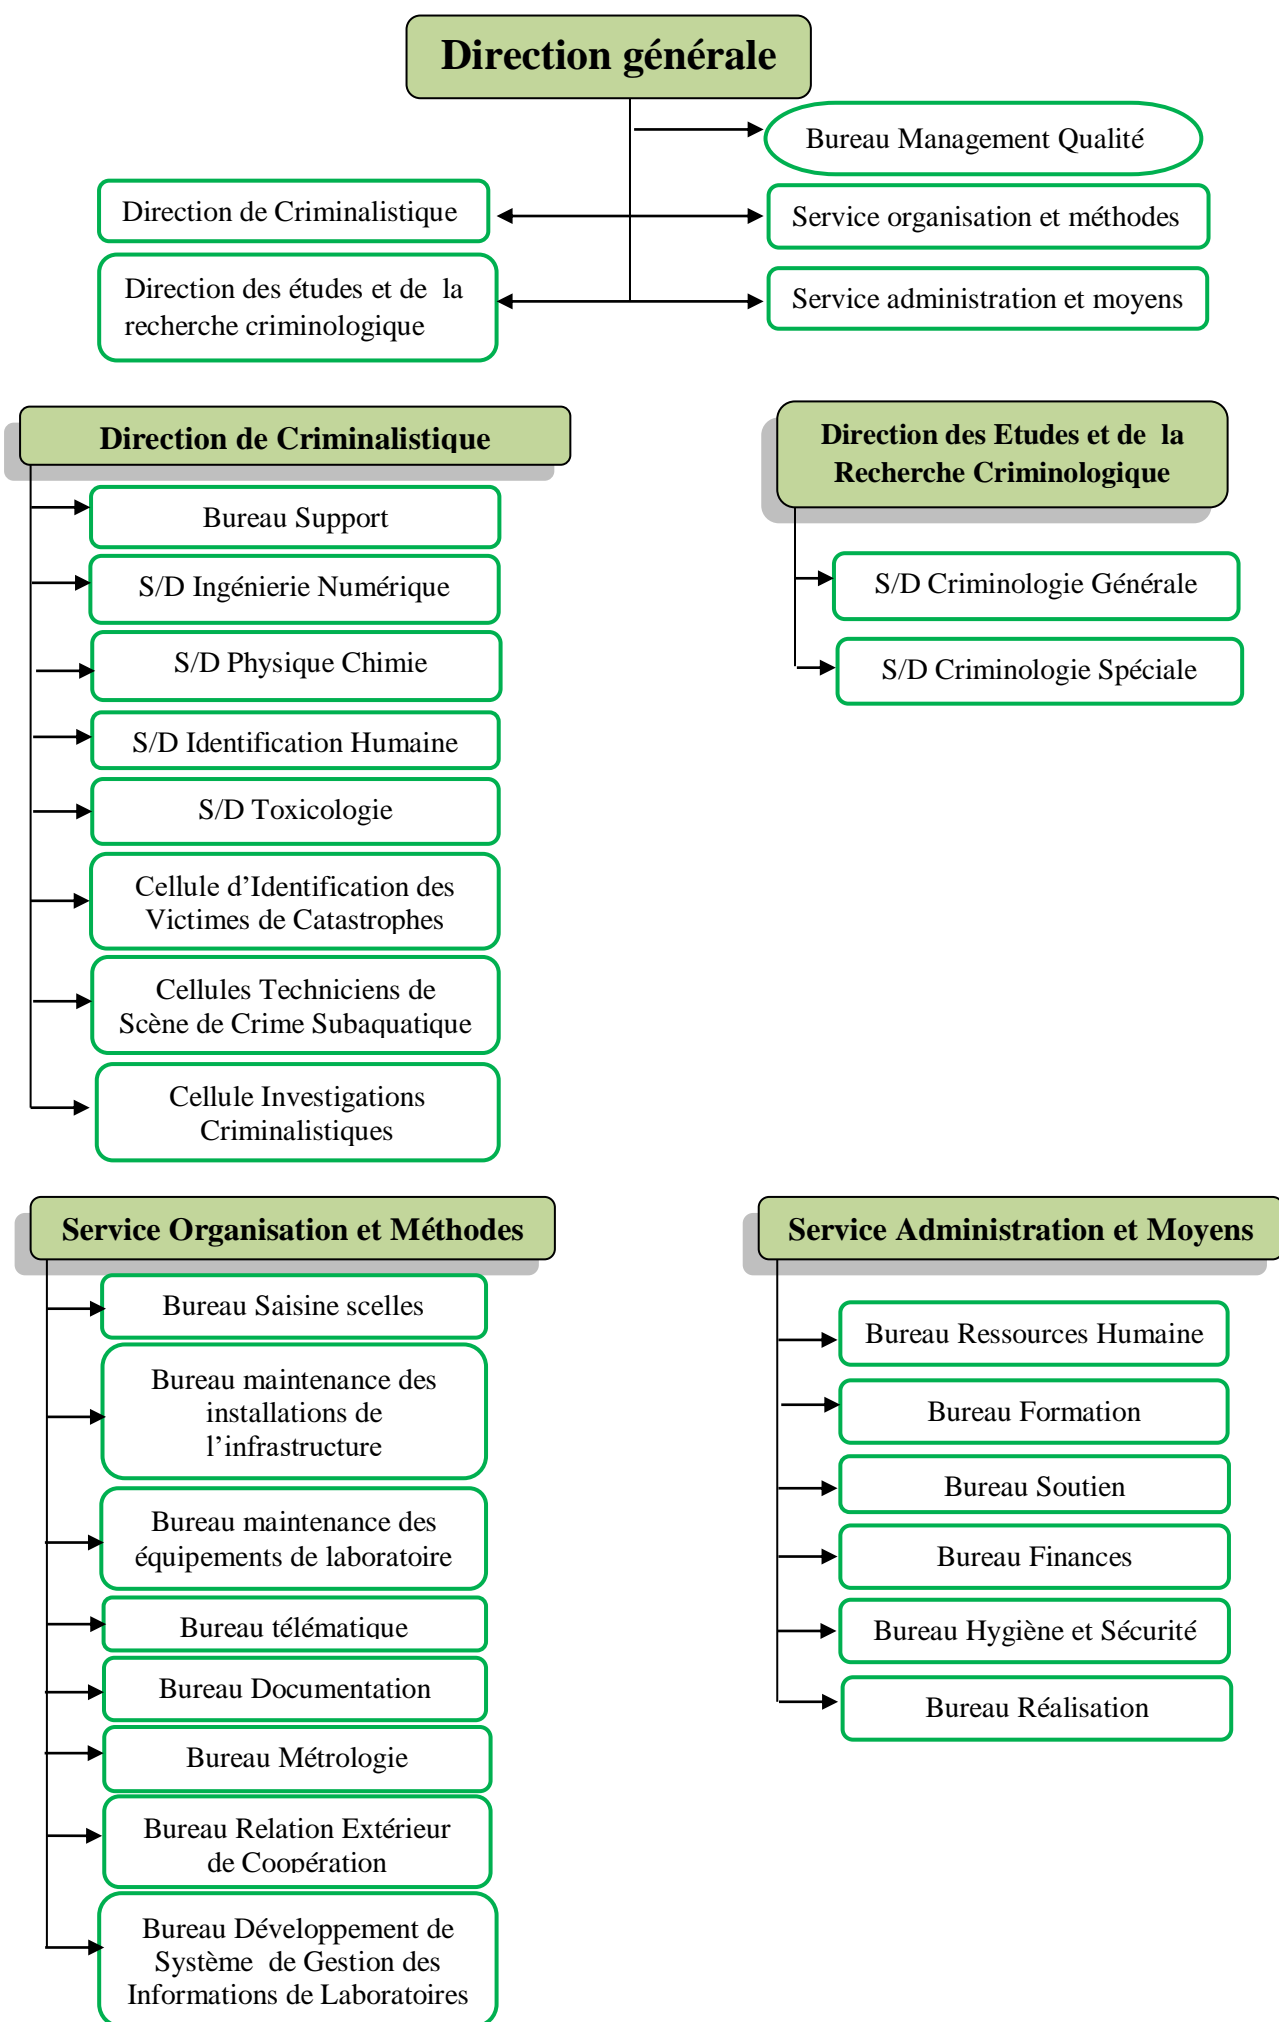 Direction générale
Bureau Management Qualité
Direction de Criminalistique
Service organisation et méthodes
Direction des études et de la
recherche criminologique
Service administration et moyens
Direction de Criminalistique
Bureau Support
S/D Ingénierie Numérique
S/D Physique Chimie
S/D Identification Humaine
S/D Toxicologie
Cellule d’Identification des
Victimes de Catastrophes
Cellules Techniciens de
Scène de Crime Subaquatique
Cellule Investigations
Criminalistiques
Direction des Etudes et de la
Recherche Criminologique
S/D Criminologie Générale
S/D Criminologie Spéciale
Service Organisation et Méthodes
Bureau Saisine scelles
Bureau maintenance des
installations de
l’infrastructure
Bureau maintenance des
équipements de laboratoire
Bureau télématique
Bureau Documentation
Bureau Métrologie
Bureau Relation Extérieur
de Coopération
Bureau Développement de
Système de Gestion des
Informations de Laboratoires
Service Administration et Moyens
Bureau Ressources Humaine
Bureau Formation
Bureau Soutien
Bureau Finances
Bureau Hygiène et Sécurité
Bureau Réalisation